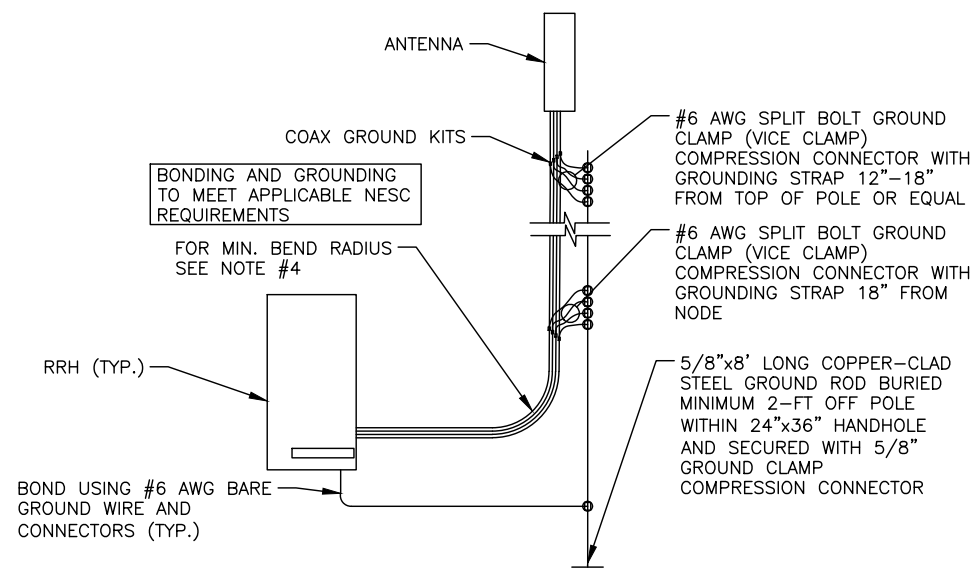 ANTENNA
COAX GROUND KITS
BONDING AND GROUNDING
TO MEET APPLICABLE NESC
REQUIREMENTS
FOR MIN. BEND RADIUS
SEE NOTE #4
RRH (TYP.)
BOND USING #6 AWG BARE
GROUND WIRE AND
CONNECTORS (TYP.)
#6 AWG SPLIT BOLT GROUND
CLAMP (VICE CLAMP)
COMPRESSION CONNECTOR WITH
GROUNDING STRAP 12"-18"
FROM TOP OF POLE OR EQUAL
#6 AWG SPLIT BOLT GROUND
CLAMP (VICE CLAMP)
COMPRESSION CONNECTOR WITH
GROUNDING STRAP 18" FROM
NODE
5/8"x8' LONG COPPER-CLAD
STEEL GROUND ROD BURIED
MINIMUM 2-FT OFF POLE
WITHIN 24"x36" HANDHOLE
AND SECURED WITH 5/8"
GROUND CLAMP
COMPRESSION CONNECTOR